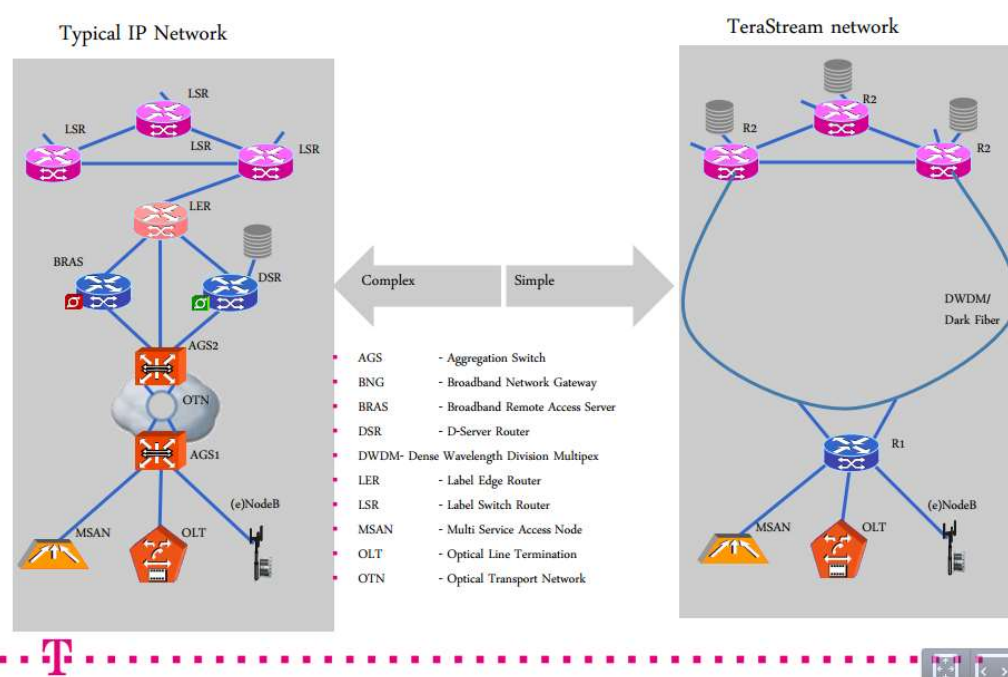 Typical IP Network
TeraStream network
LSR
LSR
LSR
LSR
LER
BRAS
DSR
AGS2
OTN
AGS1
(e)NodeB
MSAN
OLT
Complex
Simple
AGS - Aggregation Switch
BNG - Broadband Network Gateway
BRAS - Broadband Remote Access Server
DSR - D-Server Router
DWDM- Dense Wavelength Division Multipex
LER - Label Edge Router
LSR - Label Switch Router
MSAN - Multi Service Access Node
OLT - Optical Line Termination
OTN - Optical Transport Network
R2
R2
R2
DWDM/
Dark Fiber
R1
(e)NodeB
MSAN
OLT
T